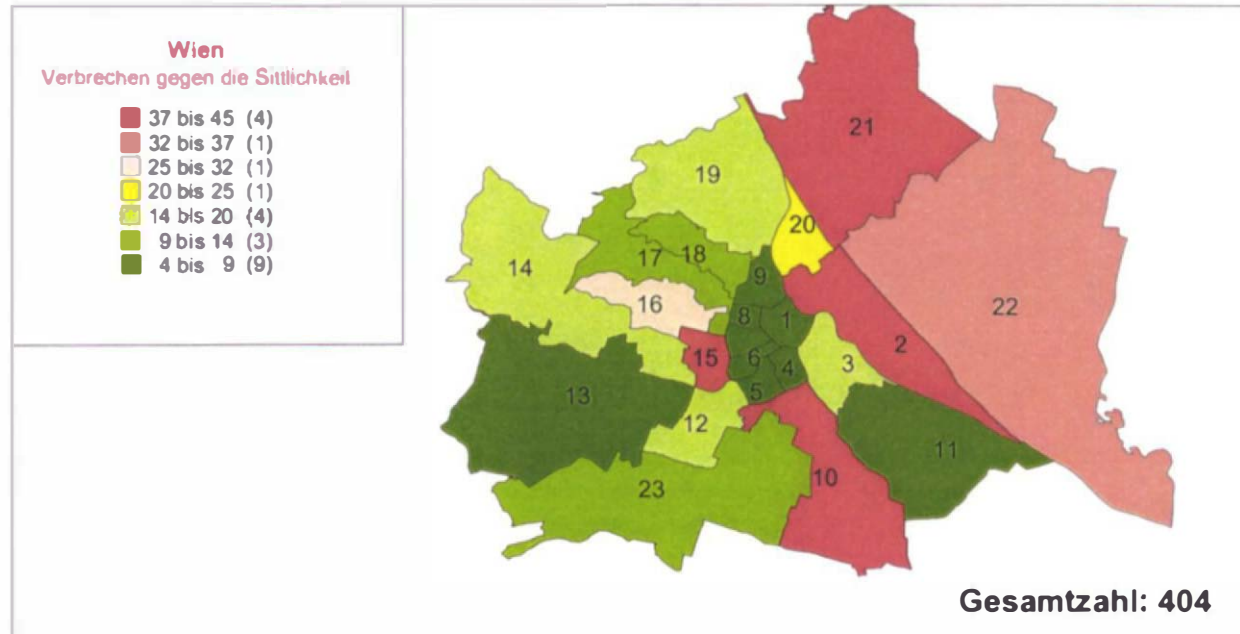 Wien
Verbrechen gegen die Sittlichkeit
37 bis 45 (4)
32 bis 37 (1)
25 bis 32 (1)
20 bis 25 (1)
14 bis 20 (4)
9 bis 14 (3)
4 bis 9 (9)
21
19
20
14
17
18
9
22
16
8
1
2
15
6
4
3
5
13
12
11
10
23
Gesamtzahl: 404